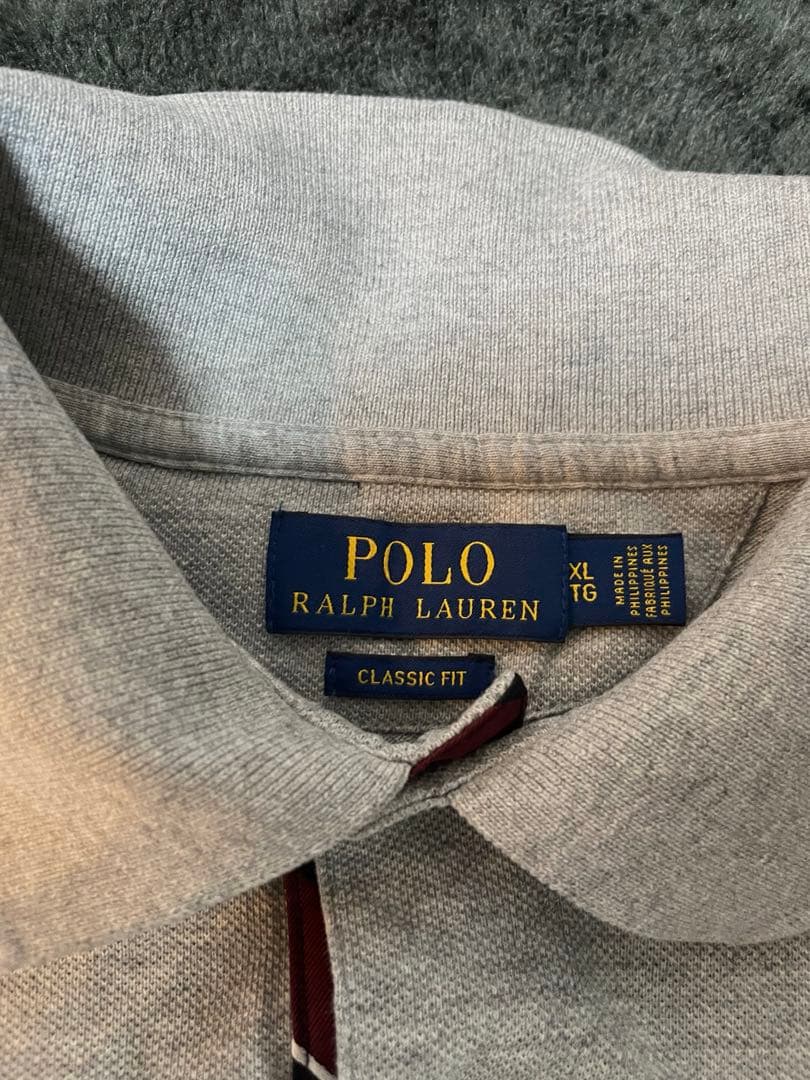 POLO
RALPH LAUREN
XL
TG
MADE IN
PHILIPPINES
FABRIQUÉ AUX
PHILIPPINES
CLASSIC FIT